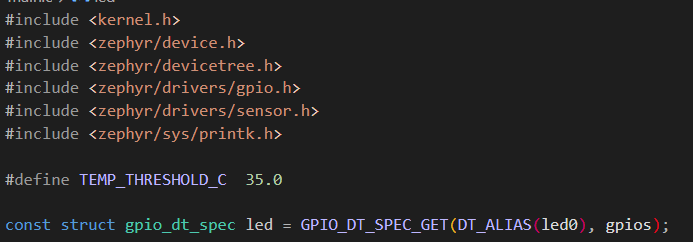 #include <kernel.h>
#include <zephyr/device.h>
#include <zephyr/devicetree.h>
#include <zephyr/drivers/gpio.h>
#include <zephyr/drivers/sensor.h>
#include <zephyr/sys/printk.h>
#define TEMP_THRESHOLD_C  35.0
const struct gpio_dt_spec led = GPIO_DT_SPEC_GET(DT_ALIAS(led0), gpios);